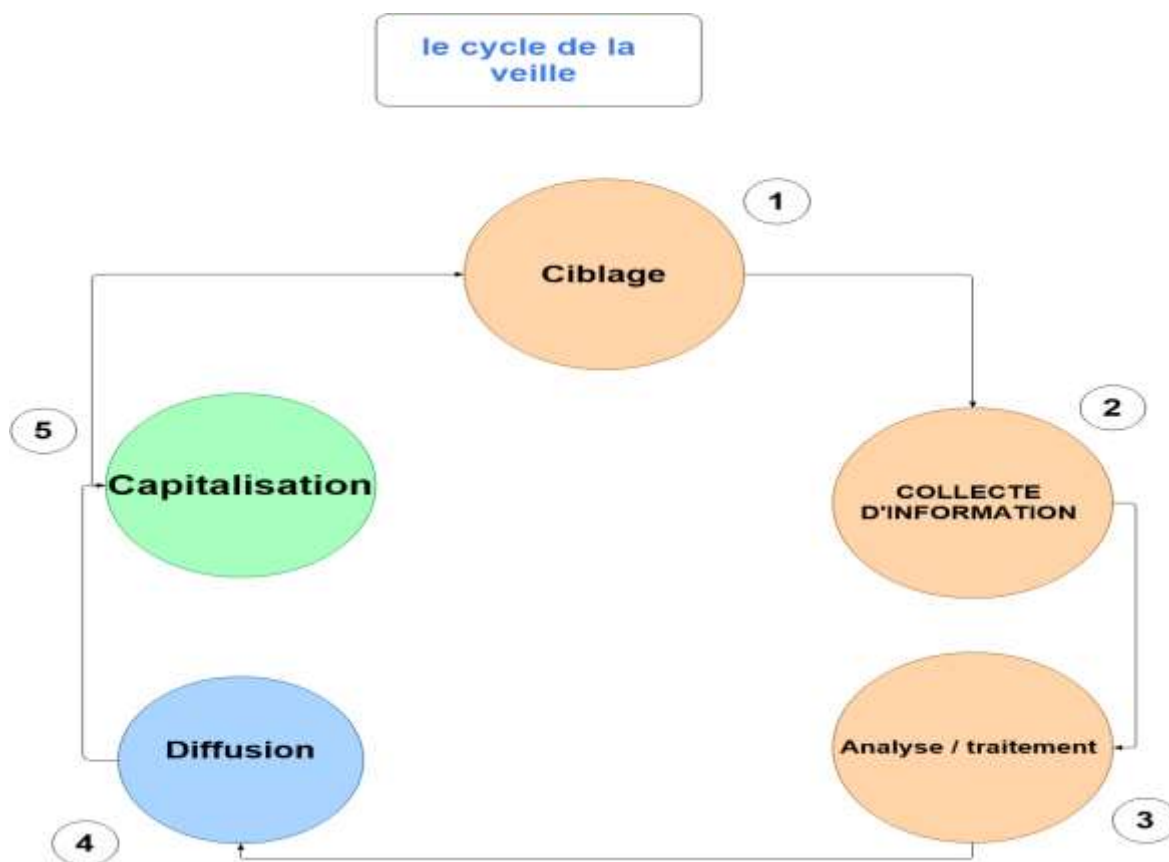 le cycle de la
veille
1
Ciblage
2
COLLECTE
D'INFORMATION
Analyse / traitement
3
Diffusion
4
Capitalisation
5